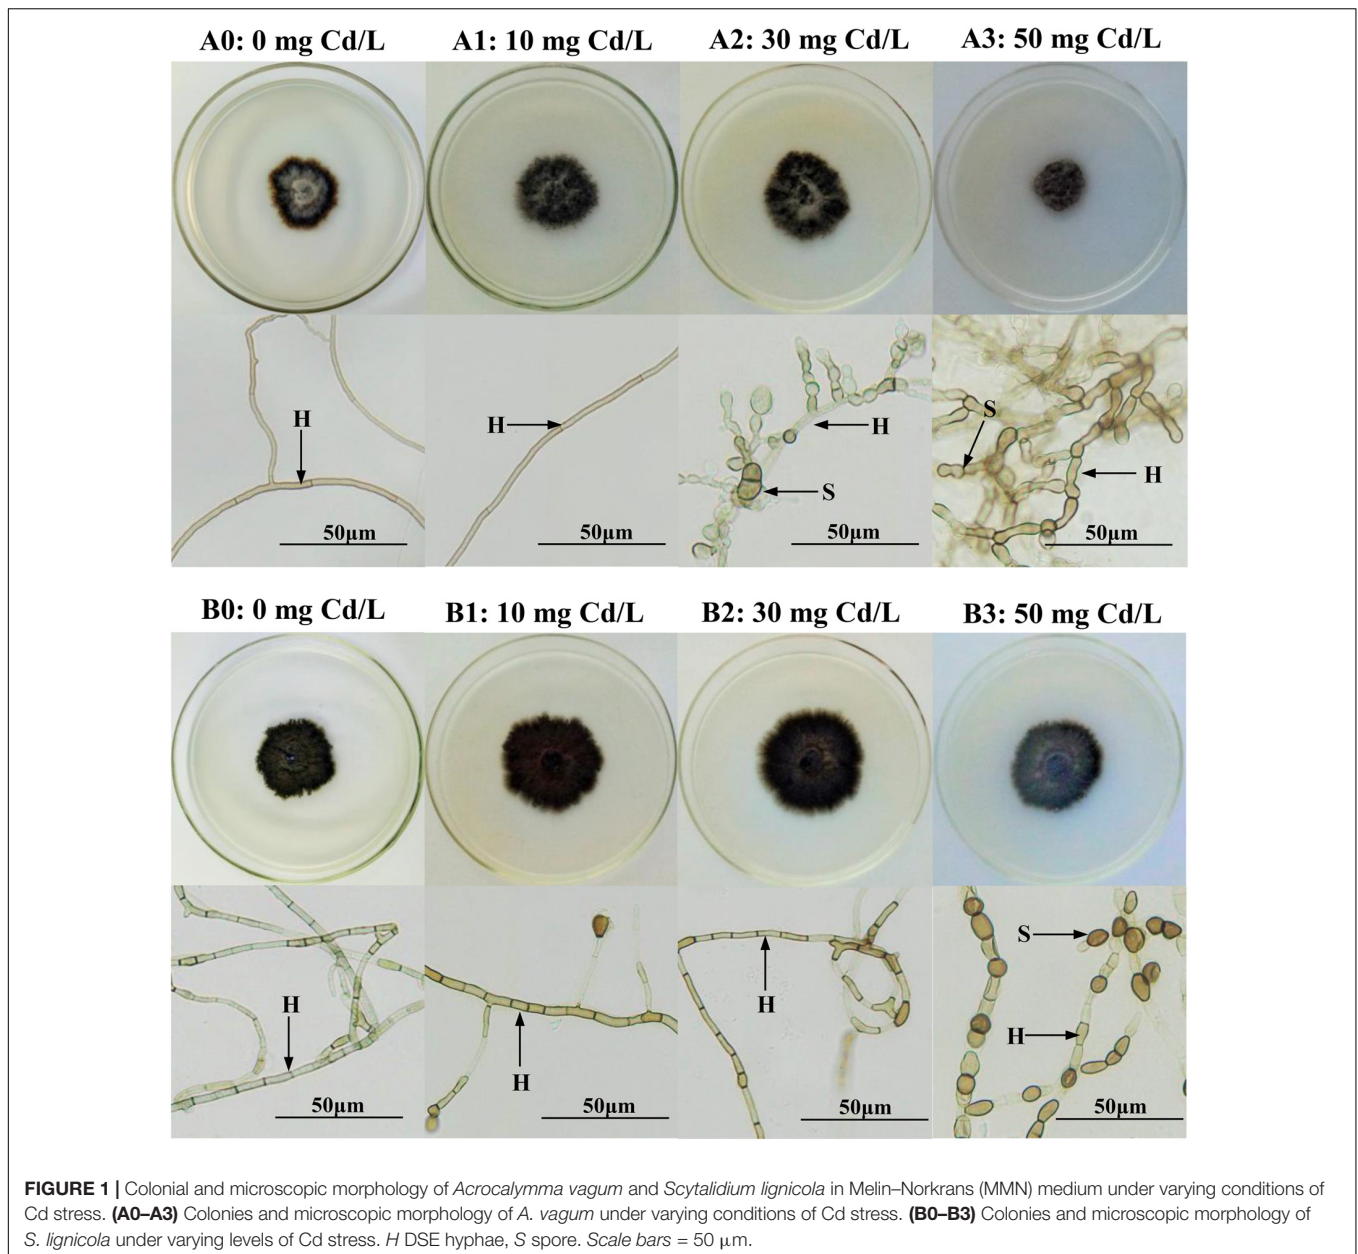 A0: 0 mg Cd/L A1: 10 mg Cd/L A2: 30 mg Cd/L A3: 50 mg Cd/L
H
H
H
S
S
H
50µm 50µm 50µm 50µm
B0: 0 mg Cd/L B1: 10 mg Cd/L B2: 30 mg Cd/L B3: 50 mg Cd/L
H
H
H
S
H
50µm 50µm 50µm 50µm
FIGURE 1 | Colonial and microscopic morphology of Acrocalymma vagum and Scytalidium lignicola in Melin–Norkrans (MMN) medium under varying conditions of
Cd stress. (A0–A3) Colonies and microscopic morphology of A. vagum under varying conditions of Cd stress. (B0–B3) Colonies and microscopic morphology of
S. lignicola under varying levels of Cd stress. H DSE hyphae, S spore. Scale bars = 50 µm.